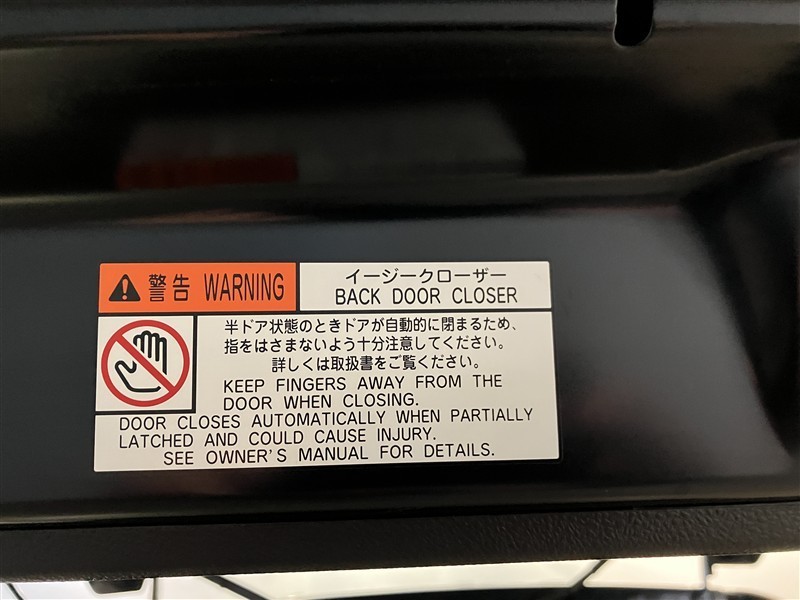 警告 WARNING
イージークローザー
BACK DOOR CLOSER
半ドア状態のときドアが自動的に閉まるため、
指をはさまないよう十分注意してください。
詳しくは取扱書をご覧ください。
KEEP FINGERS AWAY FROM THE
DOOR WHEN CLOSING.
DOOR CLOSES AUTOMATICALLY WHEN PARTIALLY
LATCHED AND COULD CAUSE INJURY.
SEE OWNER'S MANUAL FOR DETAILS.